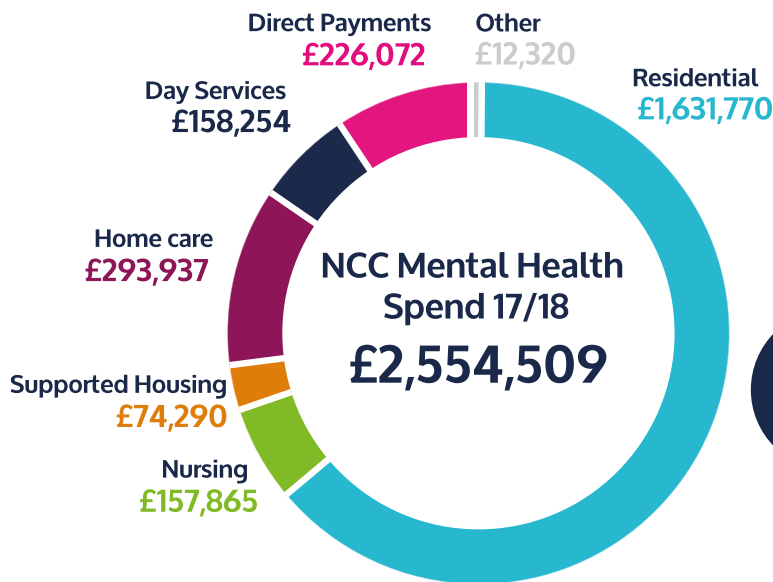 Direct Payments
£226,072
Other
£12,320
Residential
£1,631,770
Day Services
£158,254
Home care
£293,937
NCC Mental Health
Spend 17/18
£2,554,509
Supported Housing
£74,290
Nursing
£157,865